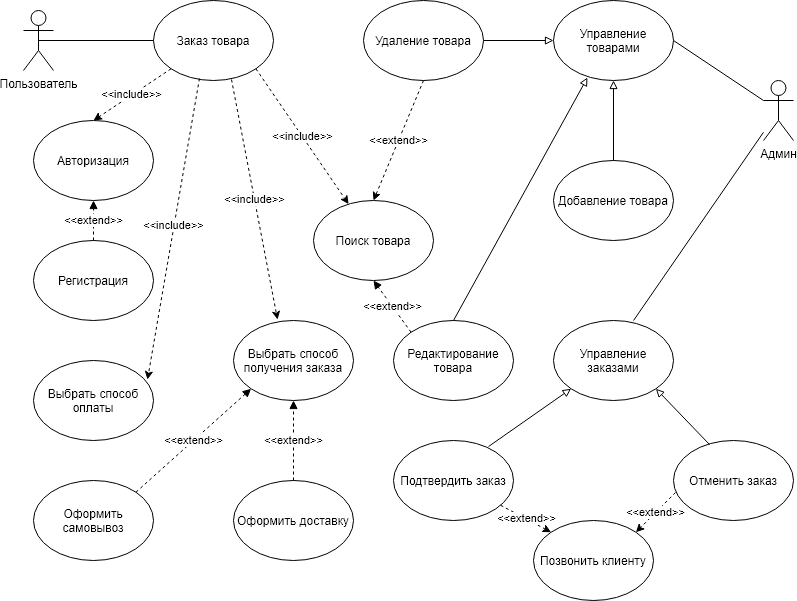 Заказ товара
Удаление товара
Управление
товарами
Пользователь
<<include>>
Админ
<<include>>
<<extend>>
Авторизация
<<extend>>
<<include>>
<<include>>
Добавление товара
Поиск товара
Регистрация
<<extend>>
Выбрать способ
получения заказа
Редактирование
товара
Управление
заказами
Выбрать способ
оплаты
<<extend>>
<<extend>>
Подтвердить заказ
Отменить заказ
Оформить
самовывоз
Оформить доставку
<<extend>>
<<extend>>
Позвонить клиенту